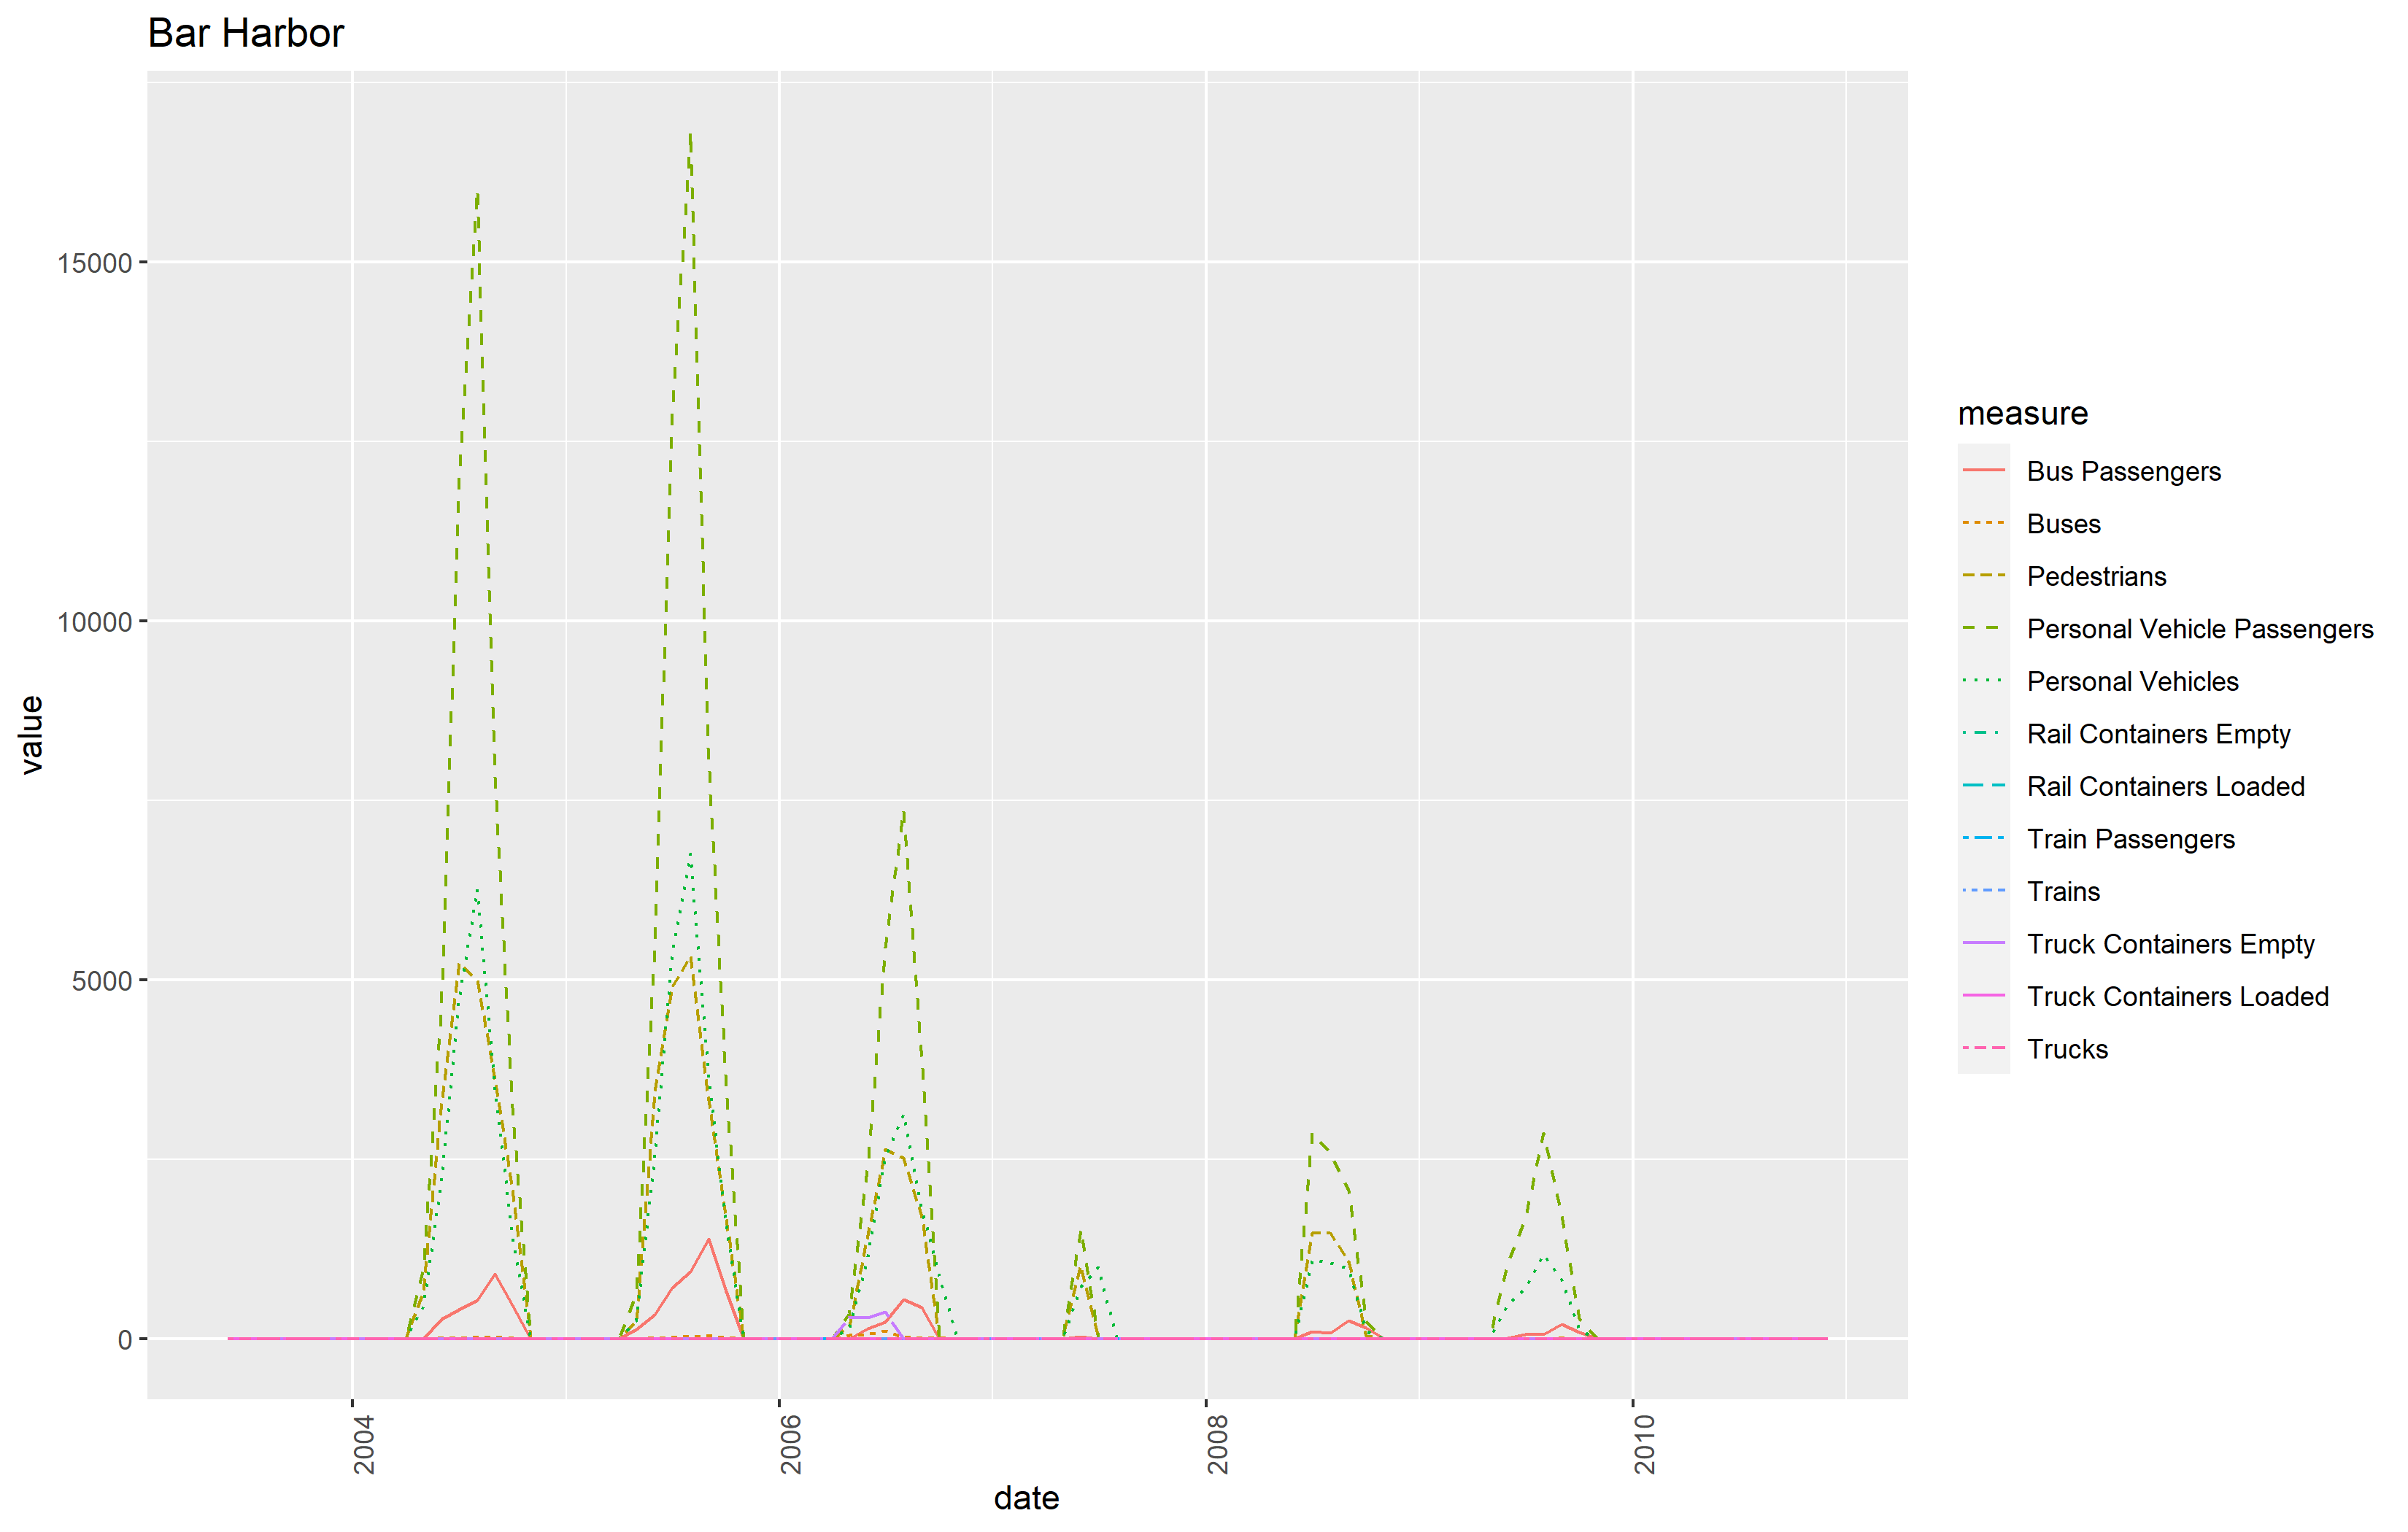 Bar Harbor
15000
10000
5000
0
value
2004
2006
2008
2010
date
measure
Bus Passengers
Buses
Pedestrians
Personal Vehicle Passengers
Personal Vehicles
Rail Containers Empty
Rail Containers Loaded
Train Passengers
Trains
Truck Containers Empty
Truck Containers Loaded
Trucks